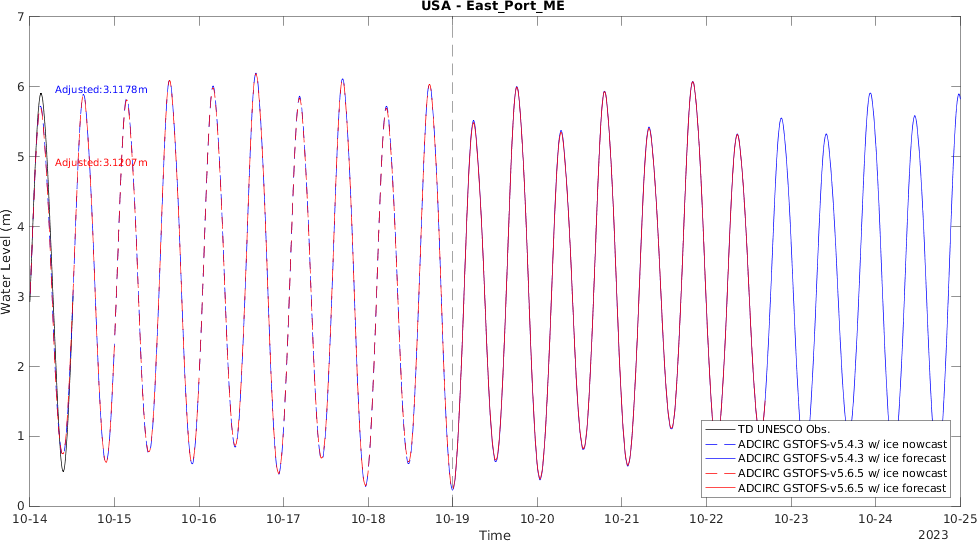 USA - East_Port_ME
7
6
5
4
3
2
1
0
Water Level (m)
Adjusted:3.1178m
Adjusted:3.1207m
TD UNESCO Obs.
ADCIRC GSTOFS-v5.4.3 w/ ice nowcast
ADCIRC GSTOFS-v5.4.3 w/ ice forecast
ADCIRC GSTOFS-v5.6.5 w/ ice nowcast
ADCIRC GSTOFS-v5.6.5 w/ ice forecast
10-14 10-15 10-16 10-17 10-18 10-19 10-20 10-21 10-22 10-23 10-24 10-25
Time
2023